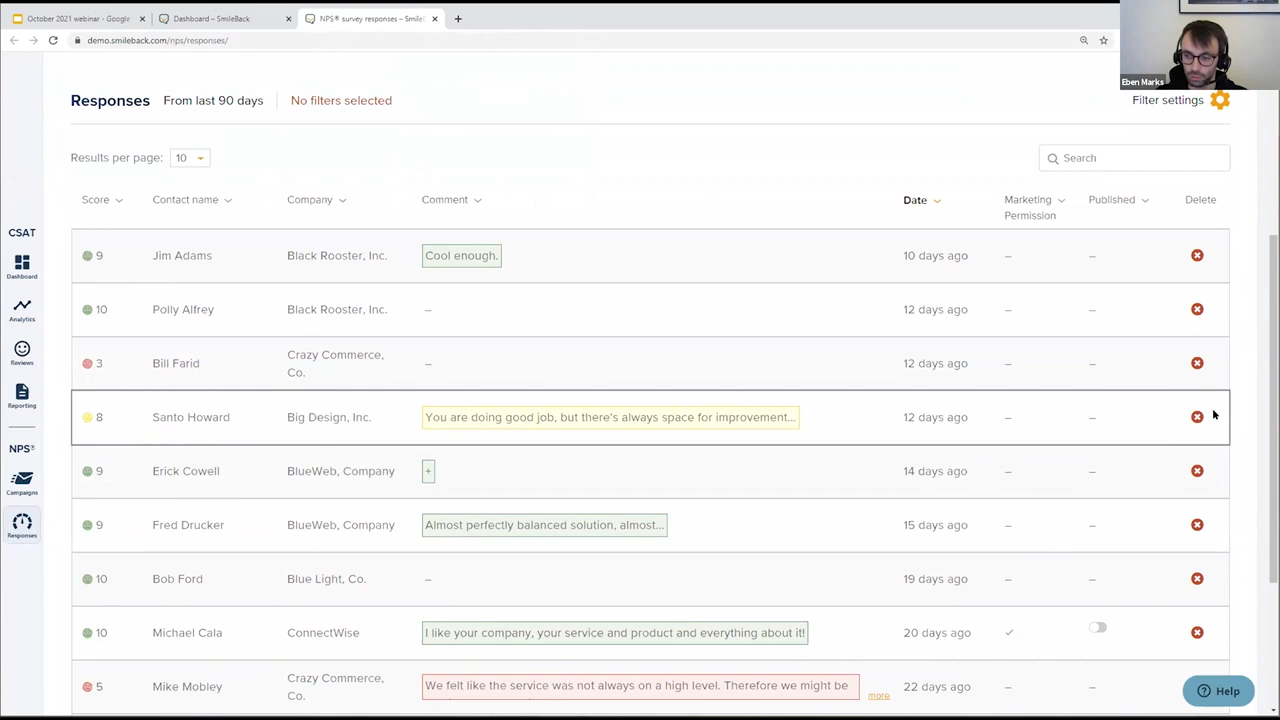 October 2021 webinar - Google
Dashboard – SmileBack
NPS® survey responses – Smile
demo.smileback.com/nps/responses/
Eben Marks
Responses From last 90 days No filters selected
Filter settings
Results per page: 10
Search
Score Contact name Company Comment Date Marketing Permission Published Delete
9 Jim Adams Black Rooster, Inc. Cool enough. 10 days ago – –
10 Polly Alfrey Black Rooster, Inc. – 12 days ago – –
3 Bill Farid Crazy Commerce, Co. – 12 days ago – –
8 Santo Howard Big Design, Inc. You are doing good job, but there's always space for improvement... 12 days ago – –
9 Erick Cowell BlueWeb, Company + 14 days ago – –
9 Fred Drucker BlueWeb, Company Almost perfectly balanced solution, almost... 15 days ago – –
10 Bob Ford Blue Light, Co. – 19 days ago – –
10 Michael Cala ConnectWise I like your company, your service and product and everything about it! 20 days ago
5 Mike Mobley Crazy Commerce, Co. We felt like the service was not always on a high level. Therefore we might be more 22 days ago – –
CSAT
Dashboard
Analytics
Reviews
Reporting
NPS®
Campaigns
Responses
Help